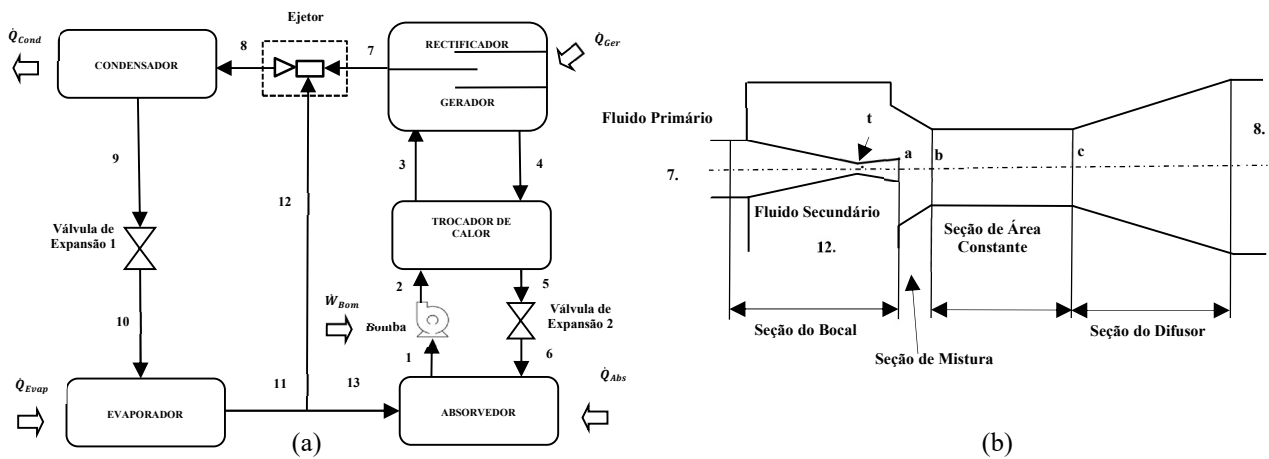 Ejetor
Q̇Cond
8
7
RECTIFICADOR
Q̇Ger
CONDENSADOR
GERADOR
9
3
4
12
Válvula de
Expansão 1
TROCADOR DE
CALOR
2
5
ẆBom
Bomba
Válvula de
Expansão 2
10
1
6
Q̇Evap
11
13
Q̇Abs
EVAPORADOR
ABSORVEDOR
(a)
Fluido Primário
t
a
b
c
8.
7.
Fluido Secundário
12.
Seção de Área
Constante
Seção do Bocal
Seção do Difusor
Seção de Mistura
(b)